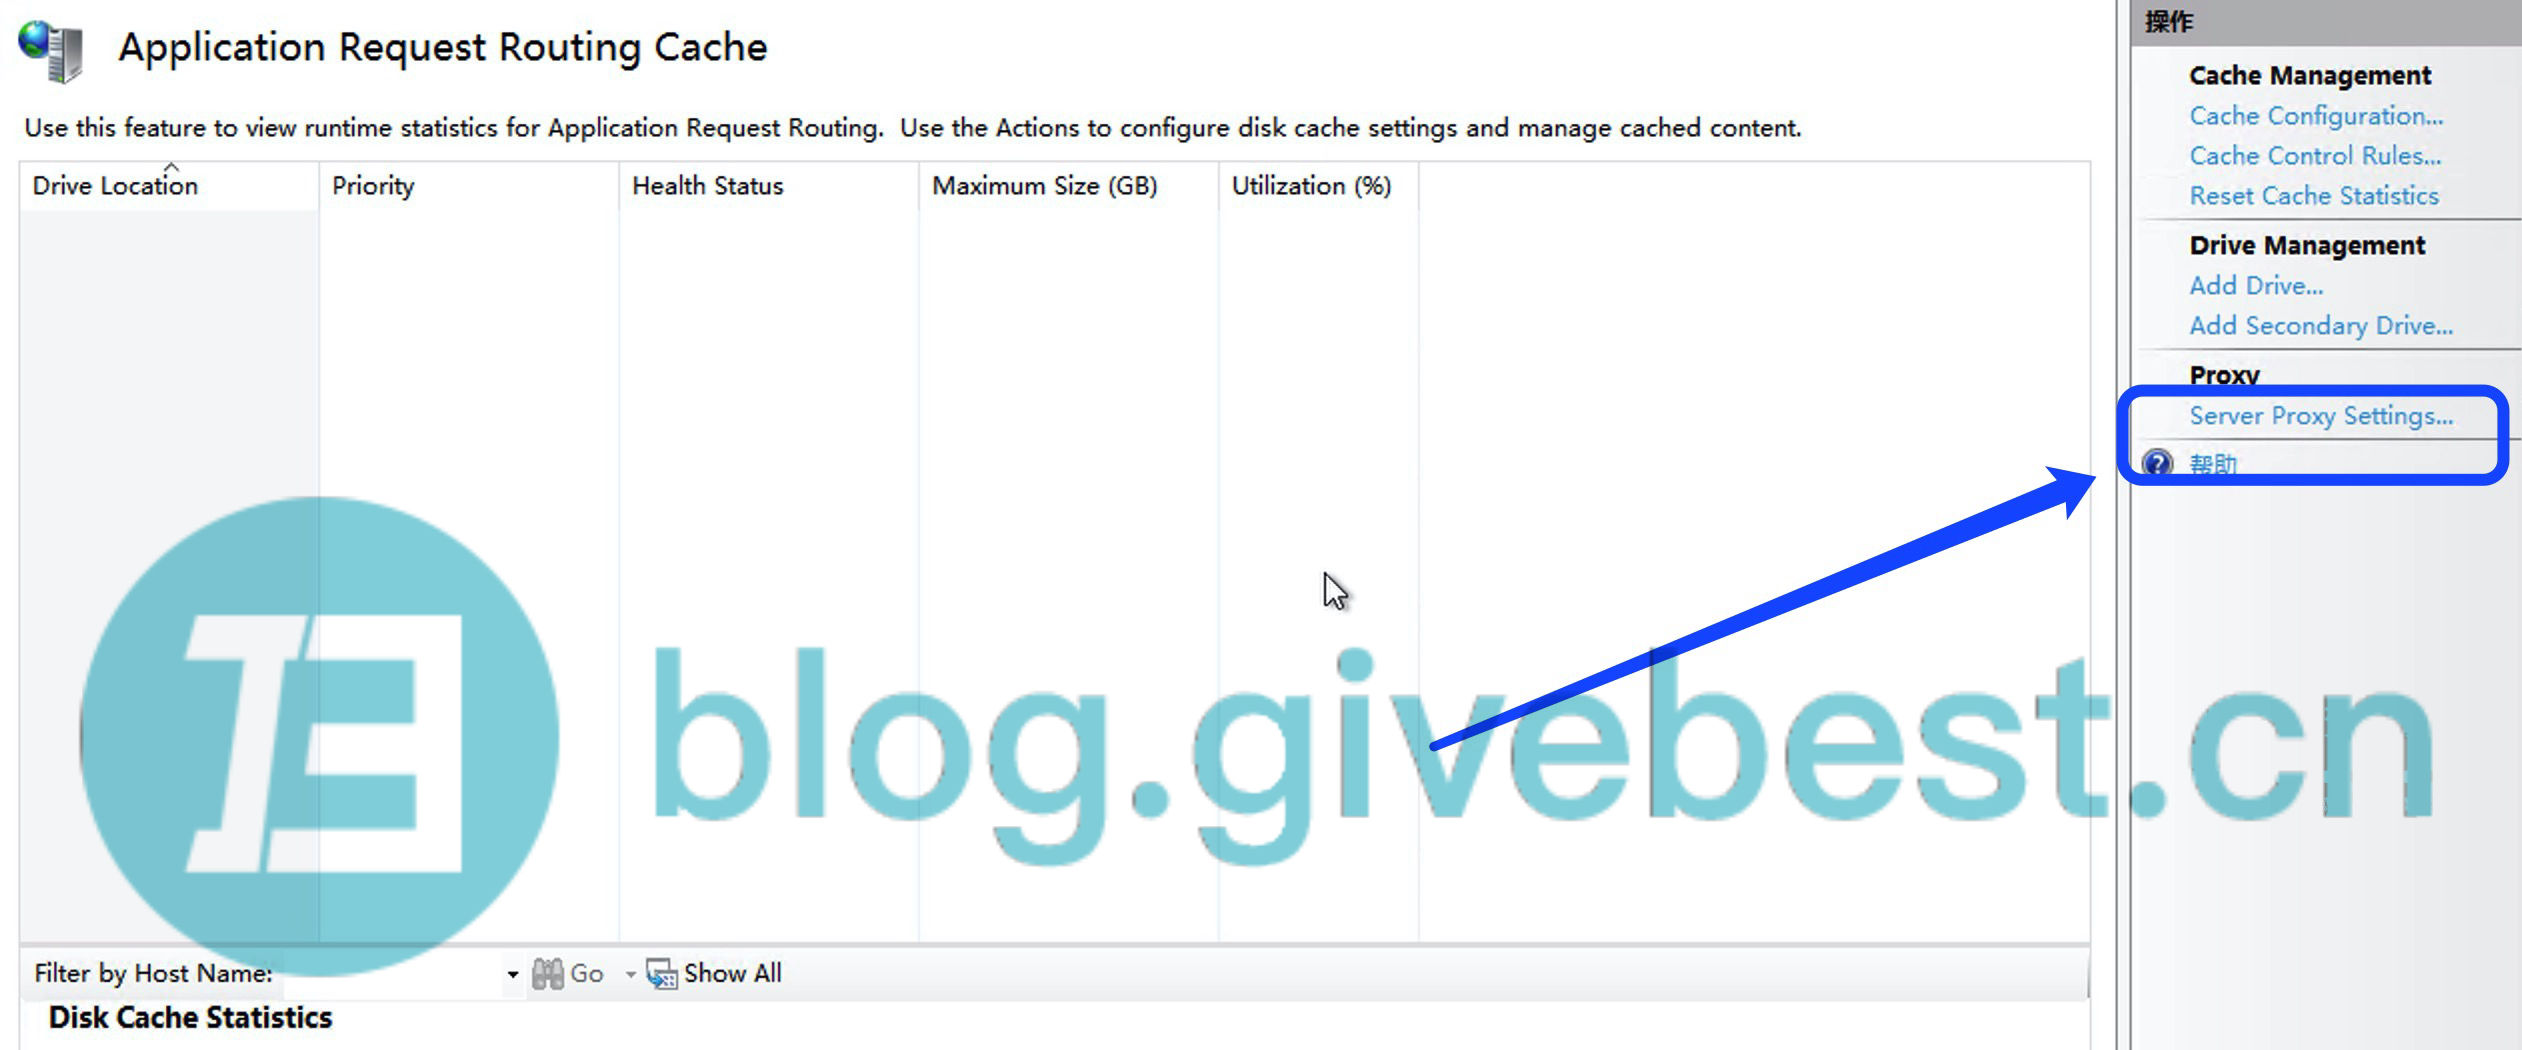 Application Request Routing Cache
Use this feature to view runtime statistics for Application Request Routing.  Use the Actions to configure disk cache settings and manage cached content.
Drive Location Priority Health Status Maximum Size (GB) Utilization (%)
blog.givebest.cn
Filter by Host Name: Go Show All
Disk Cache Statistics
操作
Cache Management
Cache Configuration...
Cache Control Rules...
Reset Cache Statistics
Drive Management
Add Drive...
Add Secondary Drive...
Proxy
Server Proxy Settings...
帮助